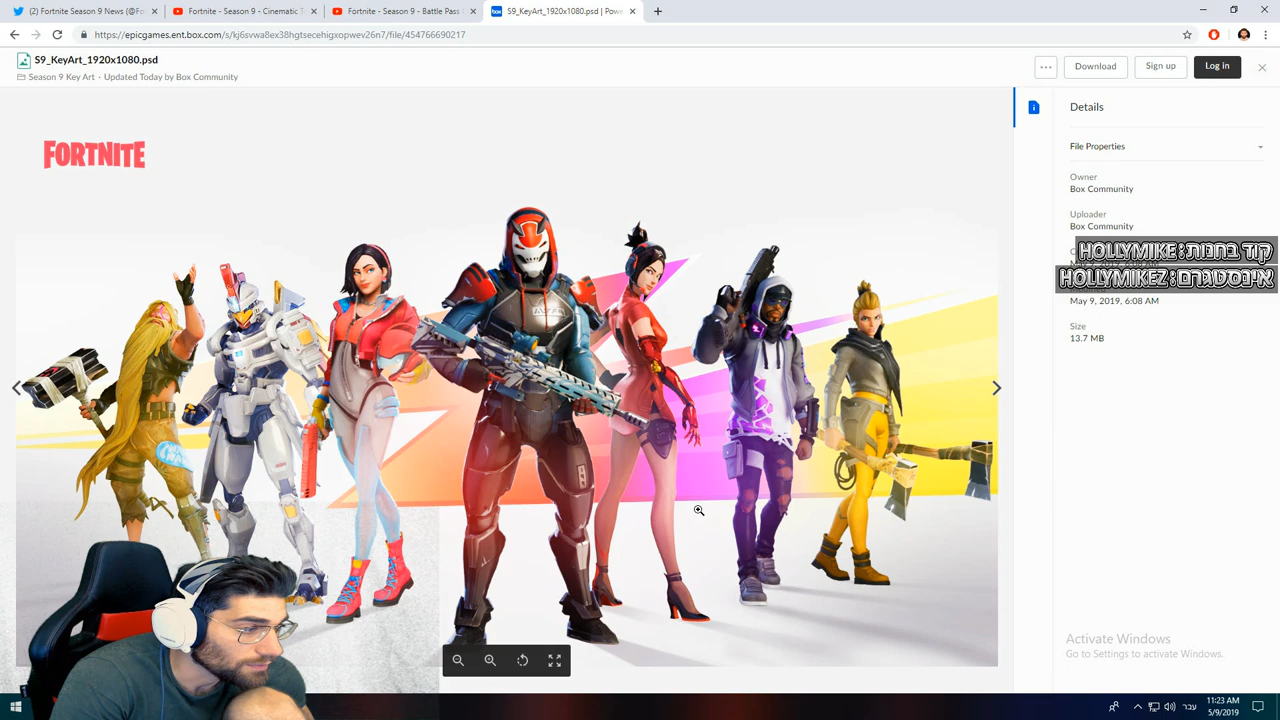 (2) Fortnite Season 9 News (@Fo
Fortnite - Season 9 - Cinematic T
Fortnite - Season 9 - Battle Pass
S9_KeyArt_1920x1080.psd | Powe
https://epicgames.ent.box.com/s/kj6svwa8ex38hgtsecehigxopwev26n7/file/454766690217
S9_KeyArt_1920x1080.psd
Season 9 Key Art · Updated Today by Box Community
Download
Sign up
Log in
Details
FORTNITE
File Properties
Owner
Box Community
Uploader
Box Community
קוד בחנות: HOLLYMIKE
אינסטגרם: HOLLYMIKEZ
May 9, 2019, 6:08 AM
Size
13.7 MB
Activate Windows
Go to Settings to activate Windows.
עבר
11:23 AM
5/9/2019